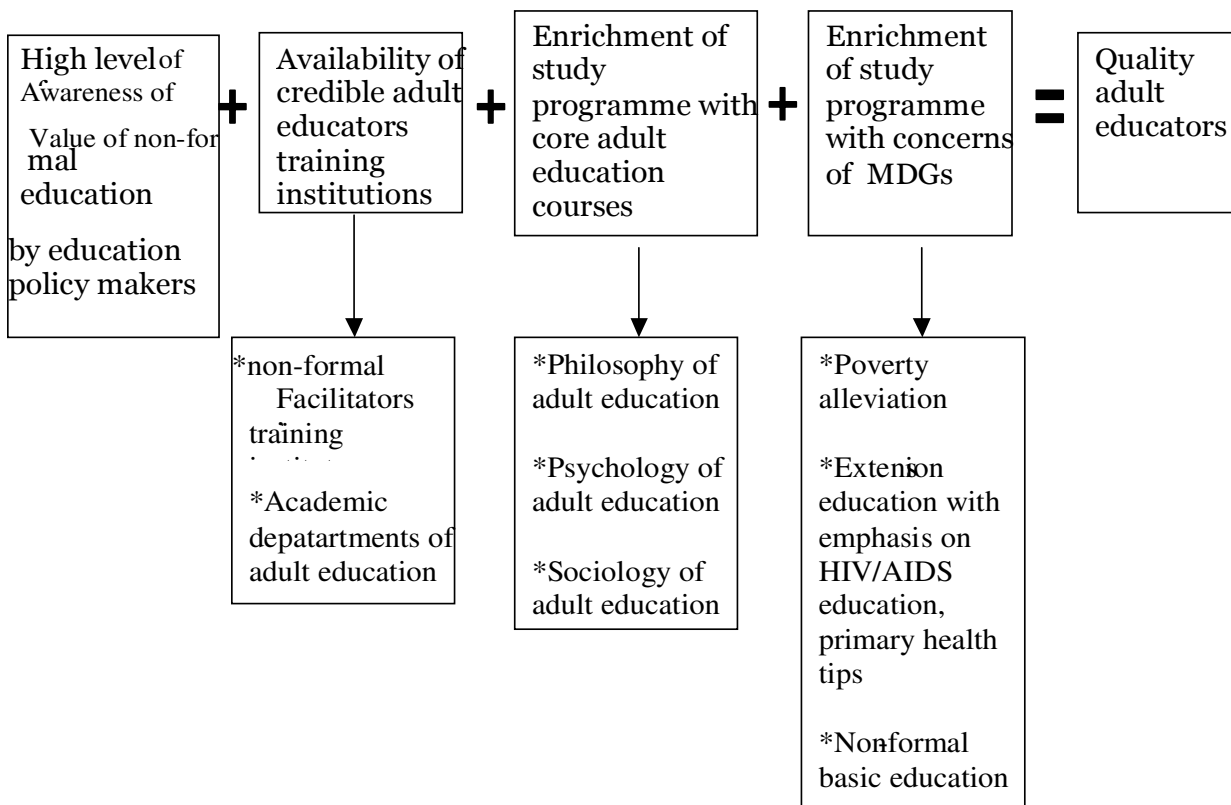 High level of
Awareness of
Value of non-for
mal
education
by education
policy makers
+
Availability of
credible adult
educators
training
institutions
+
Enrichment of
study
programme with
core adult
education
courses
+
Enrichment
of study
programme
with concerns
of MDGs
=
Quality
adult
educators
*non-formal
Facilitators
training
*Academic
depatartments of
adult education
*Philosophy of
adult education
*Psychology of
adult education
*Sociology of
adult education
*Poverty
alleviation
*Extension
education with
emphasis on
HIV/AIDS
education,
primary health
tips
*Non-formal
basic education